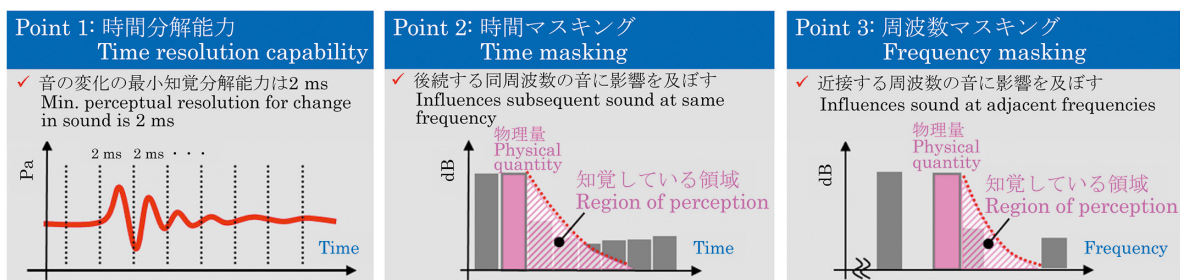 Point 1: 時間分解能力
Time resolution capability
✓ 音の変化の最小知覚分解能力は2 ms
Min. perceptual resolution for change
in sound is 2 ms
Pa
2 ms 2 ms ・・・
Time
Point 2: 時間マスキング
Time masking
✓ 後続する同周波数の音に影響を及ぼす
Influences subsequent sound at same
frequency
物理量
Physical
quantity
dB
知覚している領域
Region of perception
Time
Point 3: 周波数マスキング
Frequency masking
✓ 近接する周波数の音に影響を及ぼす
Influences sound at adjacent frequencies
物理量
Physical
quantity
dB
知覚している領域
Region of perception
Frequency